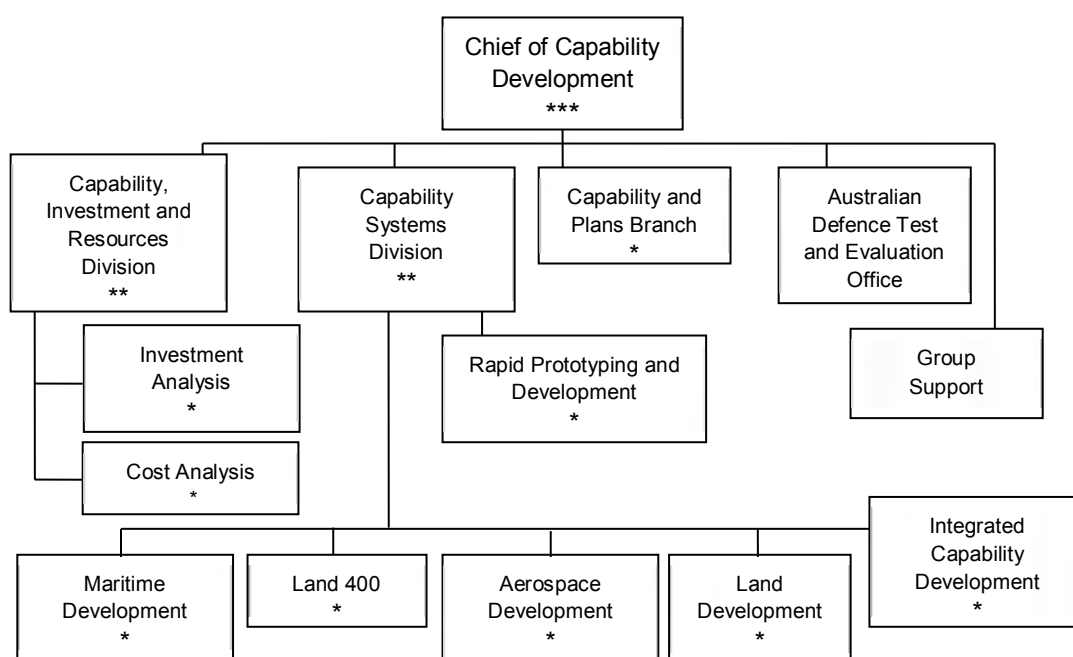 Chief of Capability
Development
***
Capability,
Investment and
Resources
Division
**
Capability
Systems
Division
**
Capability and
Plans Branch
*
Australian
Defence Test
and Evaluation
Office
Investment
Analysis
*
Rapid Prototyping and
Development
*
Group
Support
Cost Analysis
*
Maritime
Development
*
Land 400
*
Aerospace
Development
*
Land
Development
*
Integrated
Capability
Development
*